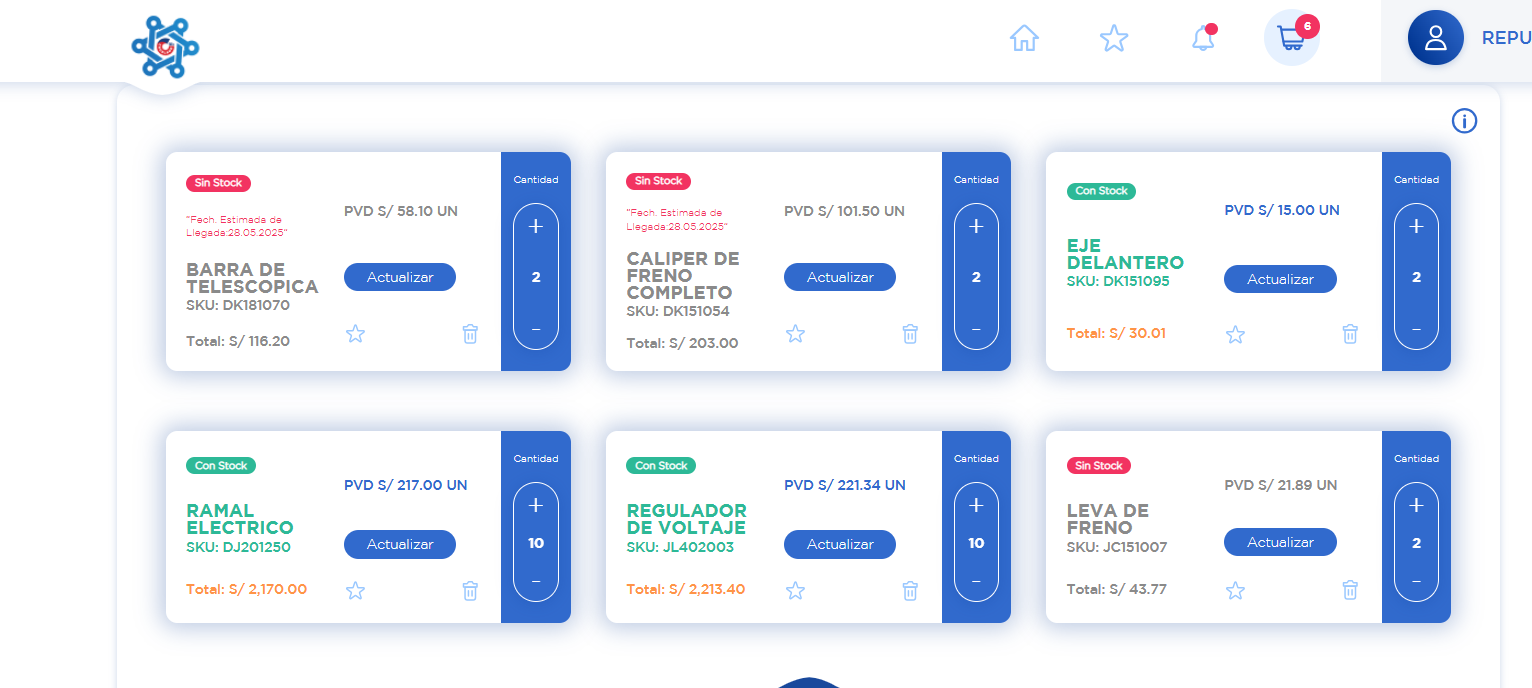 6
REPU
Sin Stock
"Fech. Estimada de
Llegada:28.05.2025"
BARRA DE
TELESCOPICA
SKU: DK181070
Total: S/ 116.20
PVD S/ 58.10 UN
Actualizar
Cantidad
+
2
−
Sin Stock
"Fech. Estimada de
Llegada:28.05.2025"
CALIPER DE
FRENO
COMPLETO
SKU: DK151054
Total: S/ 203.00
PVD S/ 101.50 UN
Actualizar
Cantidad
+
2
−
Con Stock
EJE
DELANTERO
SKU: DK151095
Total: S/ 30.01
PVD S/ 15.00 UN
Actualizar
Cantidad
+
2
−
Con Stock
RAMAL
ELECTRICO
SKU: DJ201250
Total: S/ 2,170.00
PVD S/ 217.00 UN
Actualizar
Cantidad
+
10
−
Con Stock
REGULADOR
DE VOLTAJE
SKU: JL402003
Total: S/ 2,213.40
PVD S/ 221.34 UN
Actualizar
Cantidad
+
10
−
Sin Stock
LEVA DE
FRENO
SKU: JC151007
Total: S/ 43.77
PVD S/ 21.89 UN
Actualizar
Cantidad
+
2
−